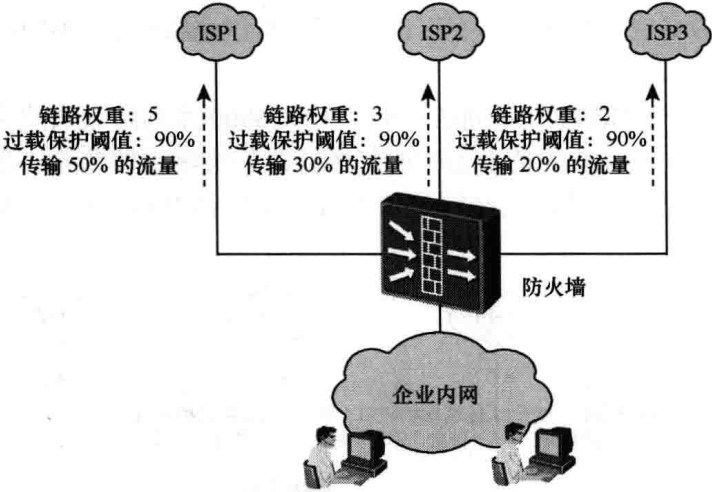 ISP1
ISP2
ISP3
链路权重：5
过载保护阈值：90%
传输 50% 的流量
链路权重：3
过载保护阈值：90%
传输 30% 的流量
链路权重：2
过载保护阈值：90%
传输 20% 的流量
防火墙
企业内网